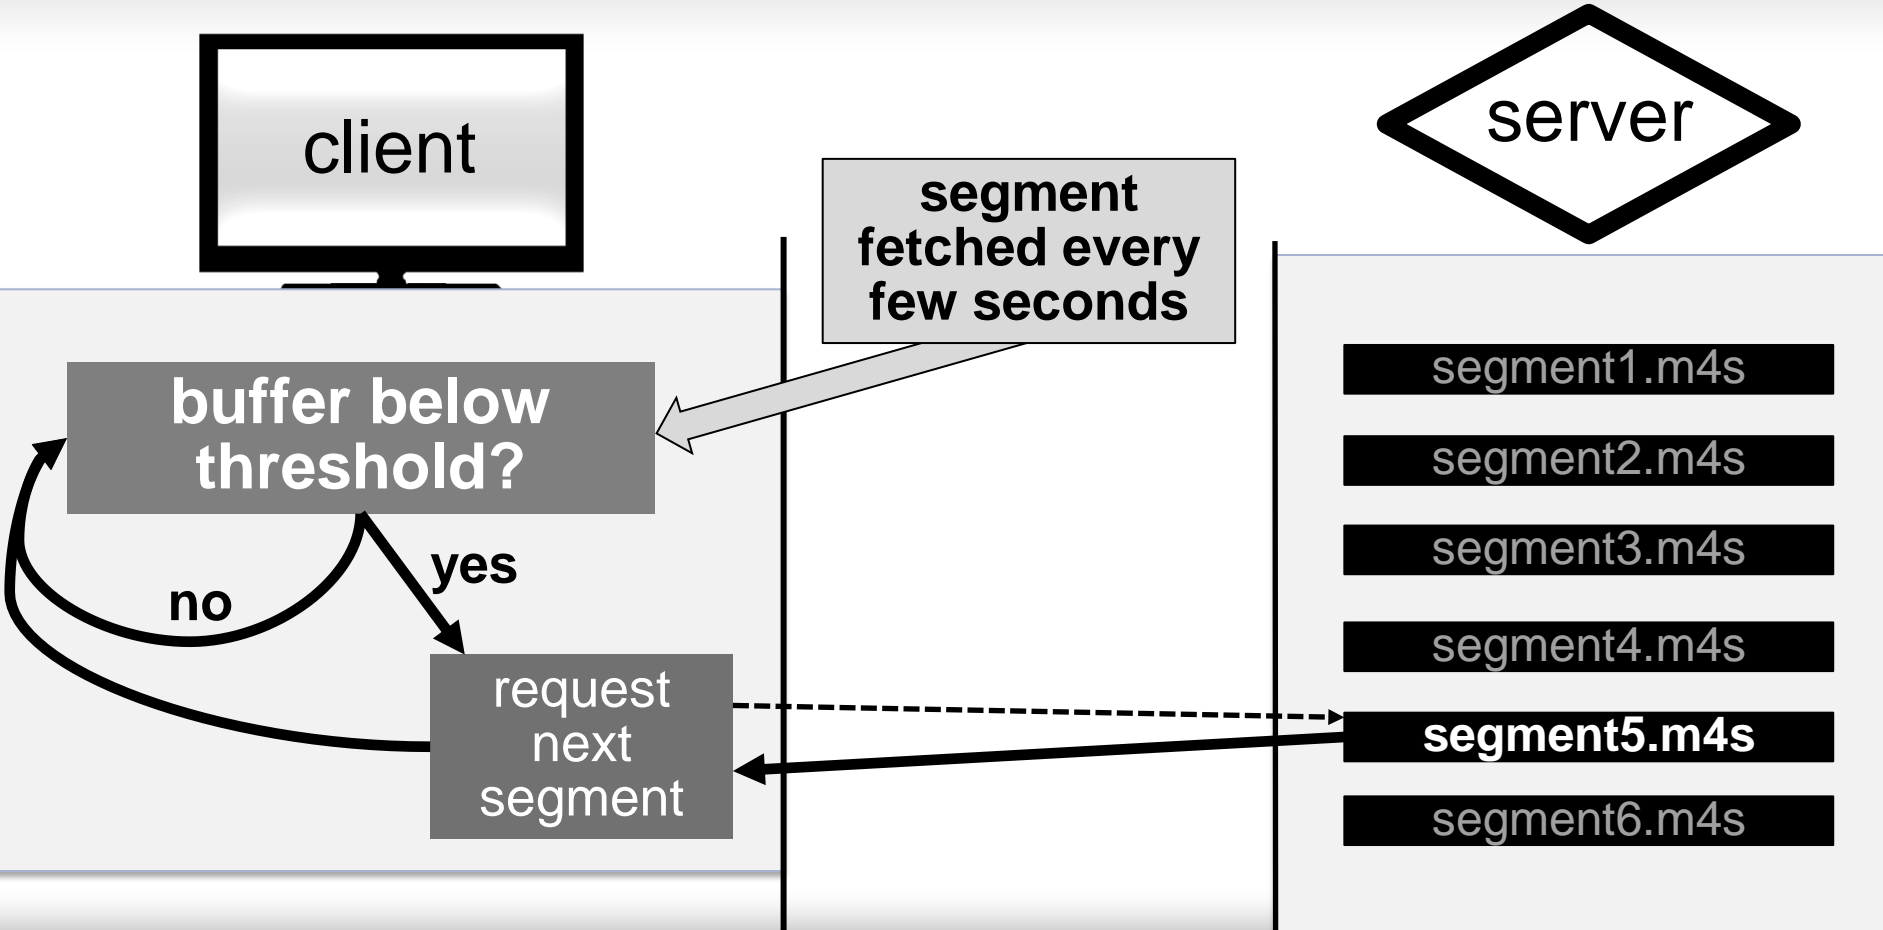 client
server
segment
fetched every
few seconds
buffer below
threshold?
yes
no
request
next
segment
segment1.m4s
segment2.m4s
segment3.m4s
segment4.m4s
segment5.m4s
segment6.m4s